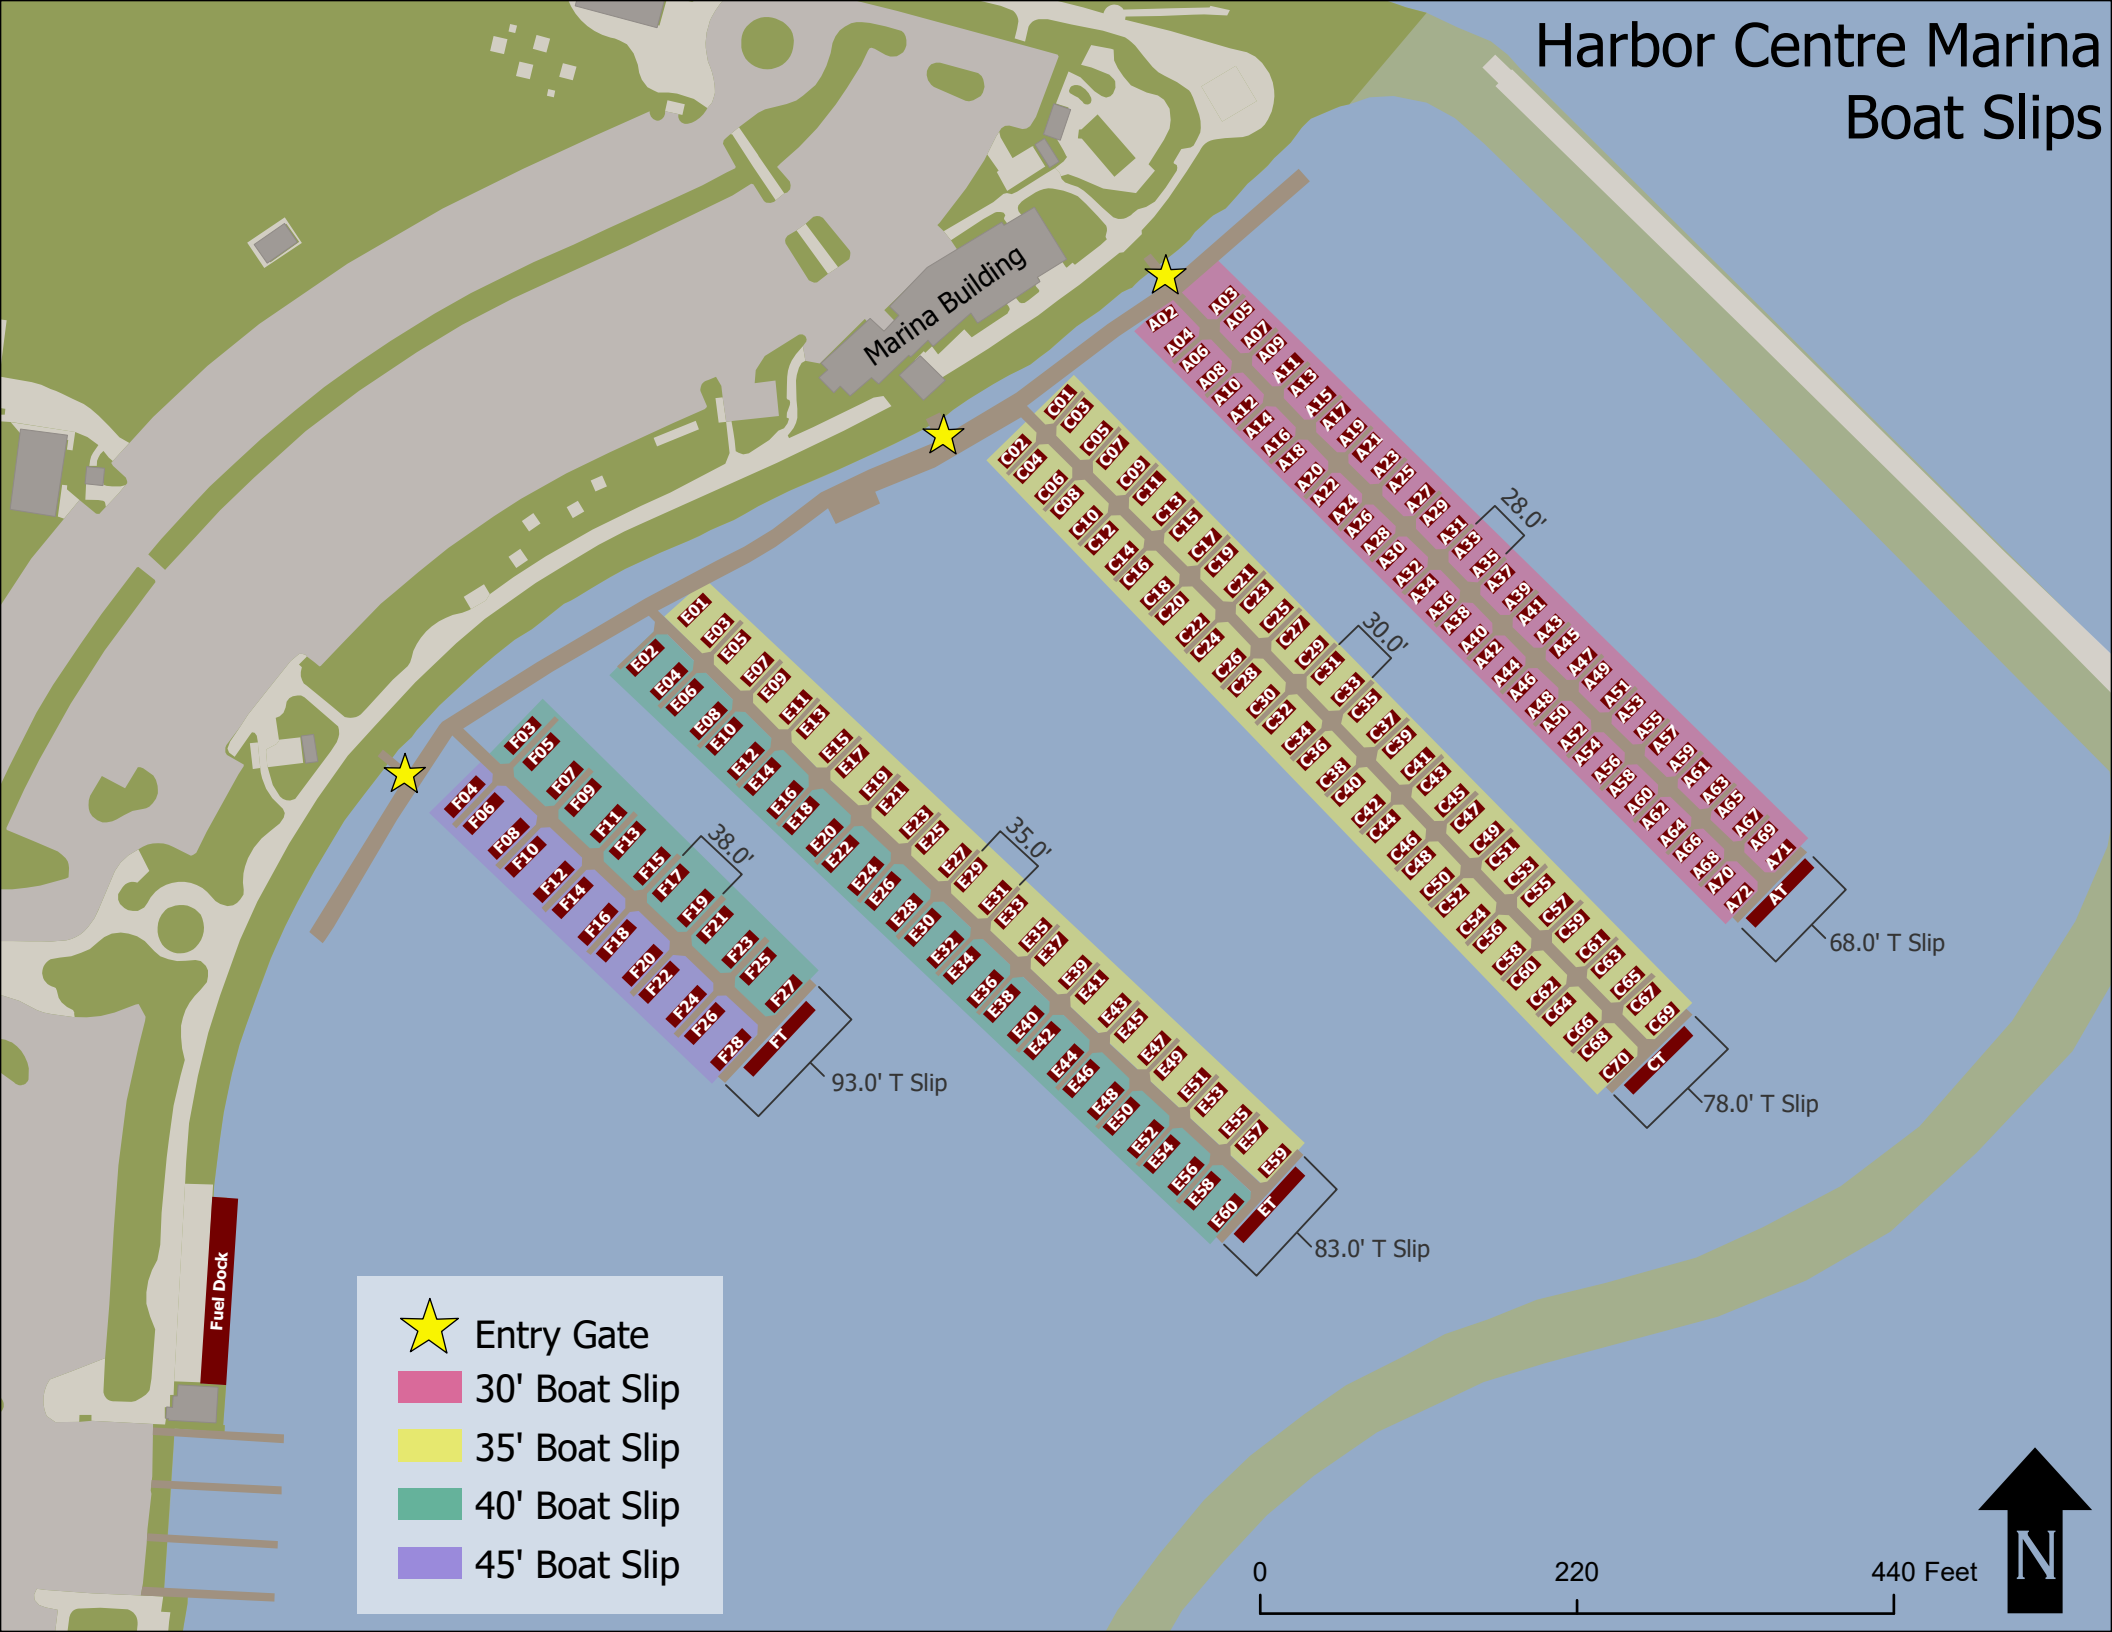 Harbor Centre Marina
Boat Slips
Marina Building
A03
A05
A07
A09
A11
A13
A15
A17
A19
A21
A23
A25
A27
A29
A31
A33
A35
A37
A39
A41
A43
A45
A47
A49
A51
A53
A55
A57
A59
A61
A63
A65
A67
A69
A71
A02
A04
A06
A08
A10
A12
A14
A16
A18
A20
A22
A24
A26
A28
A30
A32
A34
A36
A38
A40
A42
A44
A46
A48
A50
A52
A54
A56
A58
A60
A62
A64
A66
A68
A70
A72
AT
28.0'
68.0' T Slip
C01
C03
C05
C07
C09
C11
C13
C15
C17
C19
C21
C23
C25
C27
C29
C31
C33
C35
C37
C39
C41
C43
C45
C47
C49
C51
C53
C55
C57
C59
C61
C63
C65
C67
C69
C02
C04
C06
C08
C10
C12
C14
C16
C18
C20
C22
C24
C26
C28
C30
C32
C34
C36
C38
C40
C42
C44
C46
C48
C50
C52
C54
C56
C58
C60
C62
C64
C66
C68
C70
CT
30.0'
78.0' T Slip
E01
E03
E05
E07
E09
E11
E13
E15
E17
E19
E21
E23
E25
E27
E29
E31
E33
E35
E37
E39
E41
E43
E45
E47
E49
E51
E53
E55
E57
E59
E02
E04
E06
E08
E10
E12
E14
E16
E18
E20
E22
E24
E26
E28
E30
E32
E34
E36
E38
E40
E42
E44
E46
E48
E50
E52
E54
E56
E58
E60
ET
35.0'
83.0' T Slip
F03
F05
F07
F09
F11
F13
F15
F17
F19
F21
F23
F25
F27
F04
F06
F08
F10
F12
F14
F16
F18
F20
F22
F24
F26
F28
FT
38.0'
93.0' T Slip
Fuel Dock
Entry Gate
30' Boat Slip
35' Boat Slip
40' Boat Slip
45' Boat Slip
0 220 440 Feet
N